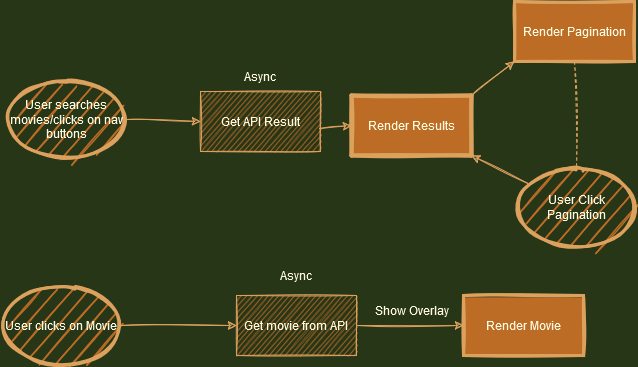 Render Pagination
Async
User searches
movies/clicks on nav
buttons
Get API Result
Render Results
User Click
Pagination
Async
User clicks on Movie
Get movie from API
Show Overlay
Render Movie